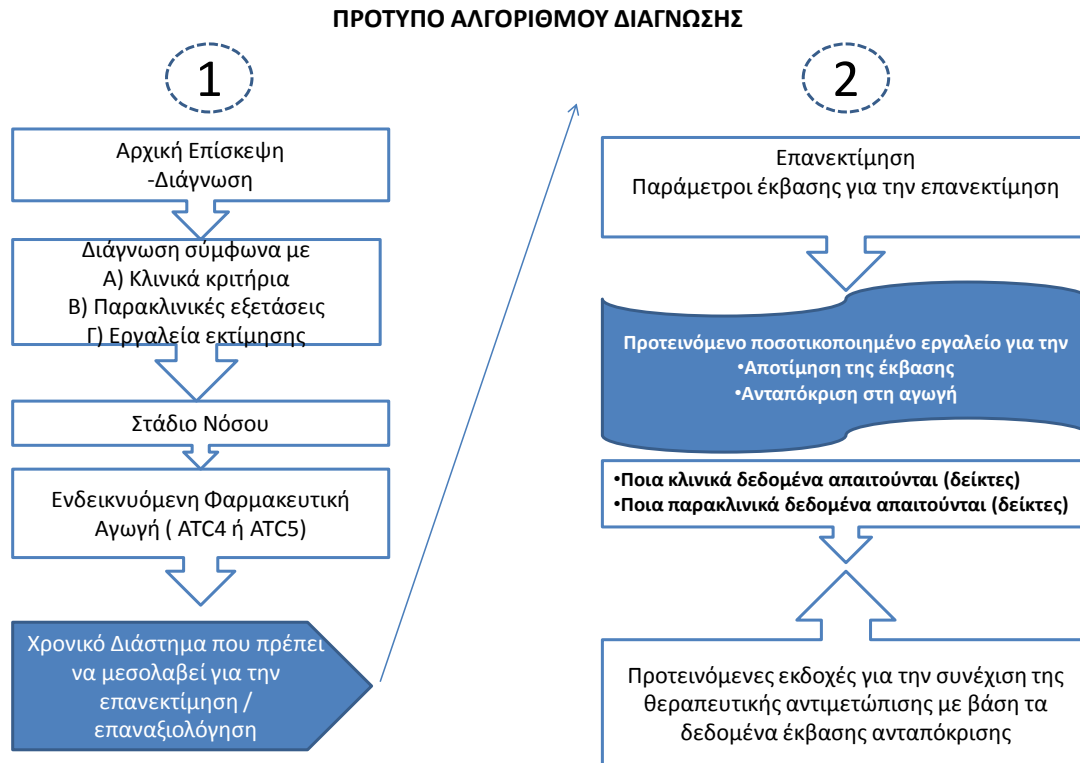 ΠΡΟΤΥΠΟ ΑΛΓΟΡΙΘΜΟΥ ΔΙΑΓΝΩΣΗΣ
1
Αρχική Επίσκεψη
-Διάγνωση
Διάγνωση σύμφωνα με
Α) Κλινικά κριτήρια
Β) Παρακλινικές εξετάσεις
Γ) Εργαλεία εκτίμησης
Στάδιο Νόσου
Ενδεικνυόμενη Φαρμακευτική
Αγωγή ( ATC4 ή ATC5)
Χρονικό Διάστημα που πρέπει
να μεσολαβεί για την
επανεκτίμηση /
επαναξιολόγηση
2
Επανεκτίμηση
Παράμετροι έκβασης για την επανεκτίμηση
Προτεινόμενο ποσοτικοποιημένο εργαλείο για την
•Αποτίμηση της έκβασης
•Ανταπόκριση στη αγωγή
•Ποια κλινικά δεδομένα απαιτούνται (δείκτες)
•Ποια παρακλινικά δεδομένα απαιτούνται (δείκτες)
Προτεινόμενες εκδοχές για την συνέχιση της
θεραπευτικής αντιμετώπισης με βάση τα
δεδομένα έκβασης ανταπόκρισης